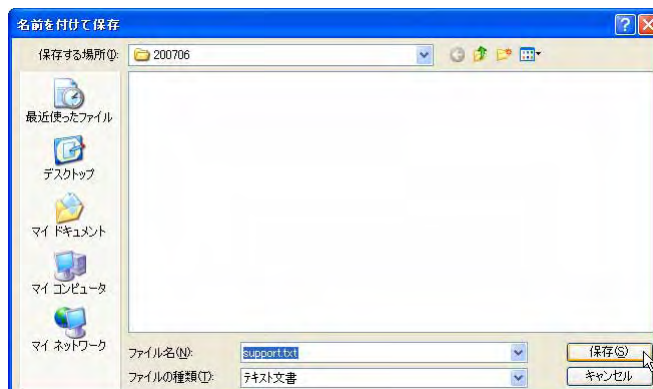 名前を付けて保存
保存する場所(I):
200706
最近使ったファイル
デスクトップ
マイ ドキュメント
マイ コンピュータ
マイ ネットワーク
ファイル名(N):
support.txt
保存(S)
ファイルの種類(T):
テキスト文書
キャンセル